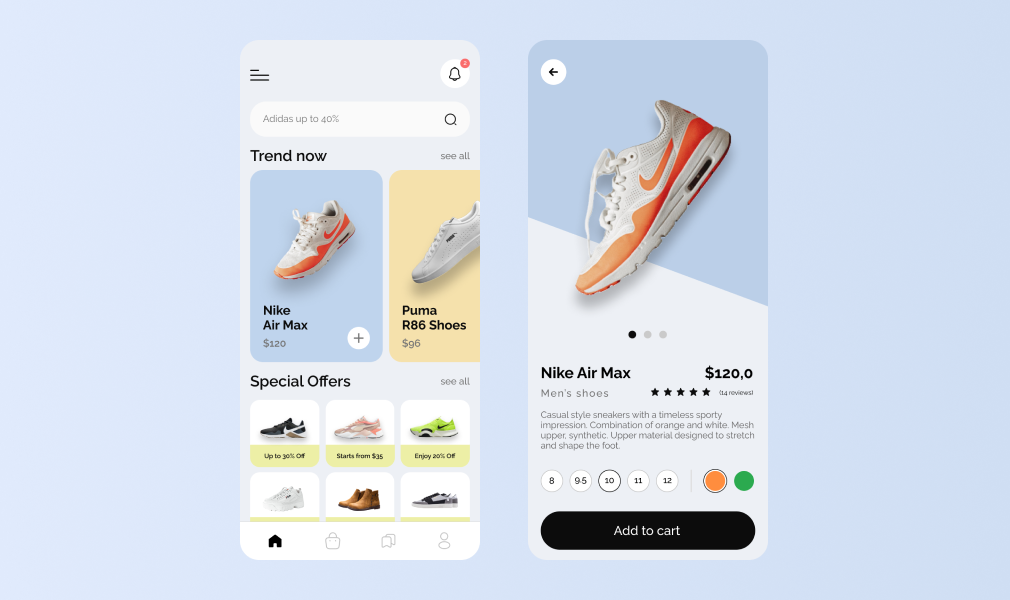 2
Adidas up to 40%
Trend now
see all
Nike
Air Max
$120
Puma
R86 Shoes
$96
Special Offers
see all
Up to 30% Off
Starts from $35
Enjoy 20% Off
Nike Air Max
$120,0
Men's shoes
(14 reviews)
Casual style sneakers with a timeless sporty
impression. Combination of orange and white. Mesh
upper, synthetic. Upper material designed to stretch
and shape the foot.
8
9.5
10
11
12
Add to cart